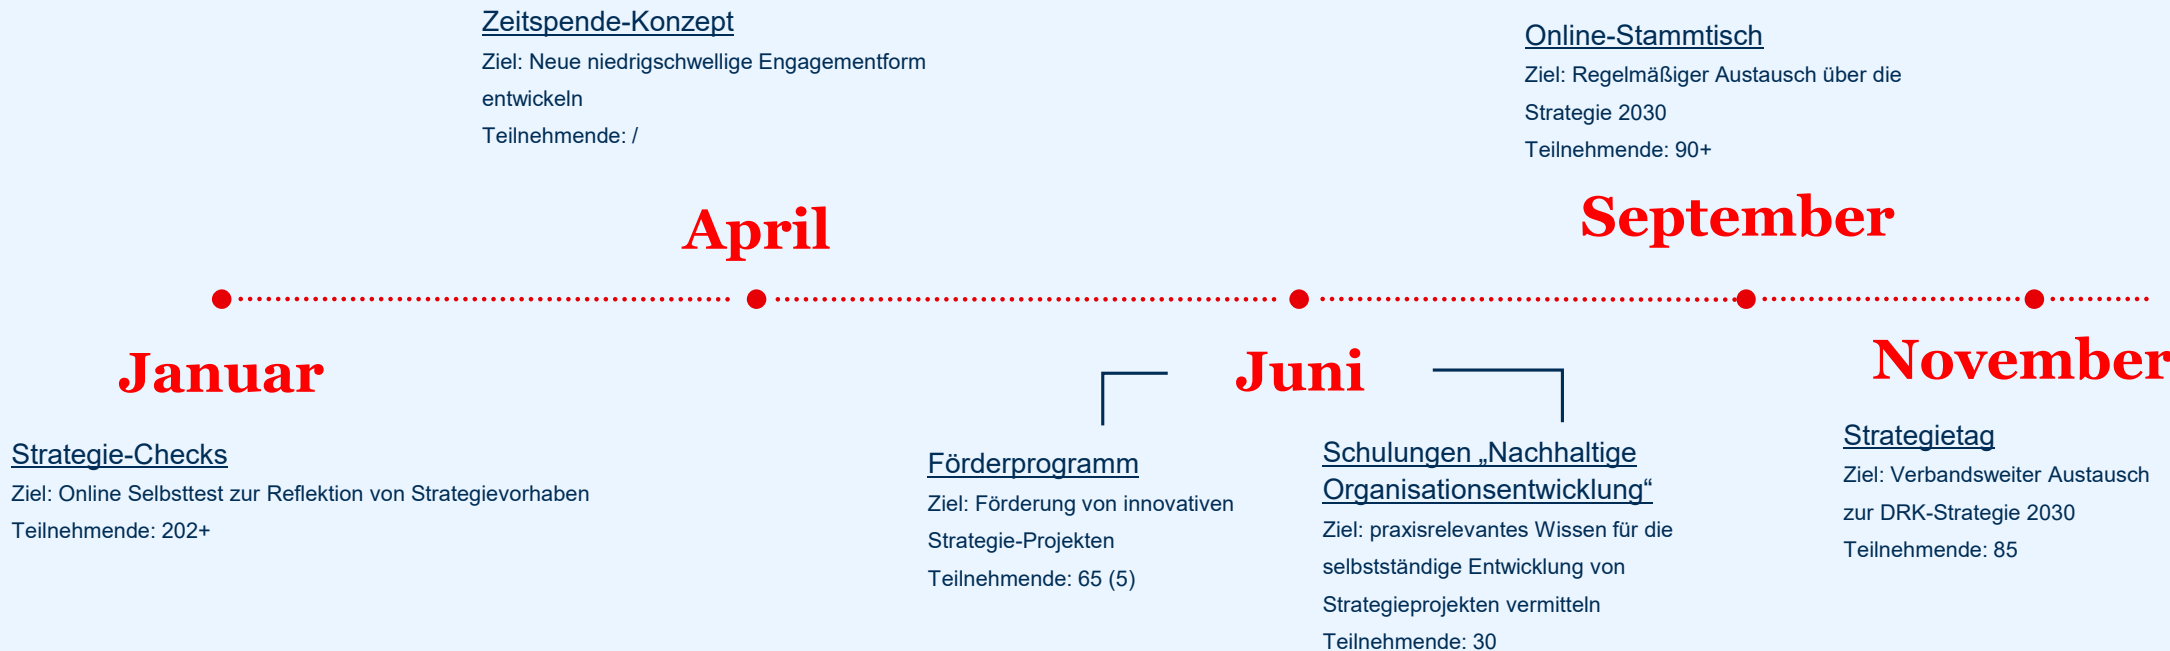 Zeitspende-Konzept
Ziel: Neue niedrigschwellige Engagementform
entwickeln
Teilnehmende: /
Online-Stammtisch
Ziel: Regelmäßiger Austausch über die
Strategie 2030
Teilnehmende: 90+
April
September
Januar
Juni
November
Strategie-Checks
Ziel: Online Selbsttest zur Reflektion von Strategievorhaben
Teilnehmende: 202+
Förderprogramm
Ziel: Förderung von innovativen
Strategie-Projekten
Teilnehmende: 65 (5)
Schulungen „Nachhaltige
Organisationsentwicklung“
Ziel: praxisrelevantes Wissen für die
selbstständige Entwicklung von
Strategieprojekten vermitteln
Teilnehmende: 30
Strategietag
Ziel: Verbandsweiter Austausch
zur DRK-Strategie 2030
Teilnehmende: 85